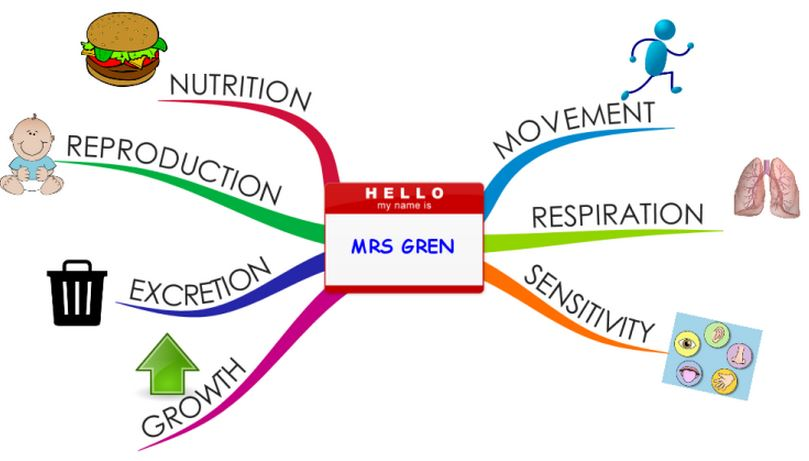 HELLO
my name is
MRS GREN
MOVEMENT
RESPIRATION
SENSITIVITY
GROWTH
EXCRETION
REPRODUCTION
NUTRITION